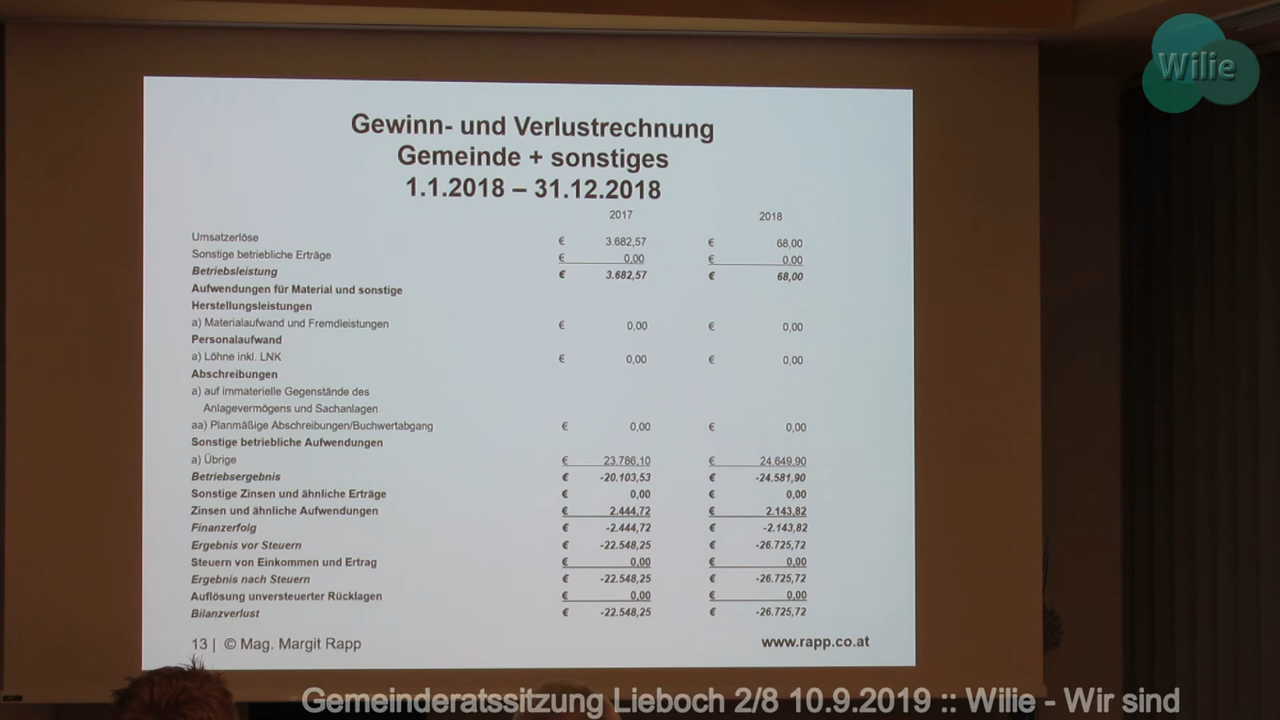 Wilie
Gewinn- und Verlustrechnung
Gemeinde + sonstiges
1.1.2018 – 31.12.2018
2017 2018
Umsatzerlöse € 3.682,57 € 68,00
Sonstige betriebliche Erträge € 0,00 € 0,00
Betriebsleistung € 3.682,57 € 68,00
Aufwendungen für Material und sonstige
Herstellungsleistungen
a) Materialaufwand und Fremdleistungen € 0,00 € 0,00
Personalaufwand
a) Löhne inkl. LNK € 0,00 € 0,00
Abschreibungen
a) auf immaterielle Gegenstände des
Anlagevermögens und Sachanlagen
aa) Planmäßige Abschreibungen/Buchwertabgang € 0,00 € 0,00
Sonstige betriebliche Aufwendungen
a) Übrige € 23.786,10 € 24.649,90
Betriebsergebnis € -20.103,53 € -24.581,90
Sonstige Zinsen und ähnliche Erträge € 0,00 € 0,00
Zinsen und ähnliche Aufwendungen € 2.444,72 € 2.143,82
Finanzerfolg € -2.444,72 € -2.143,82
Ergebnis vor Steuern € -22.548,25 € -26.725,72
Steuern von Einkommen und Ertrag € 0,00 € 0,00
Ergebnis nach Steuern € -22.548,25 € -26.725,72
Auflösung unversteuerter Rücklagen € 0,00 € 0,00
Bilanzverlust € -22.548,25 € -26.725,72
13 | © Mag. Margit Rapp www.rapp.co.at
Gemeinderatssitzung Lieboch 2/8 10.9.2019 :: Wilie - Wir sind